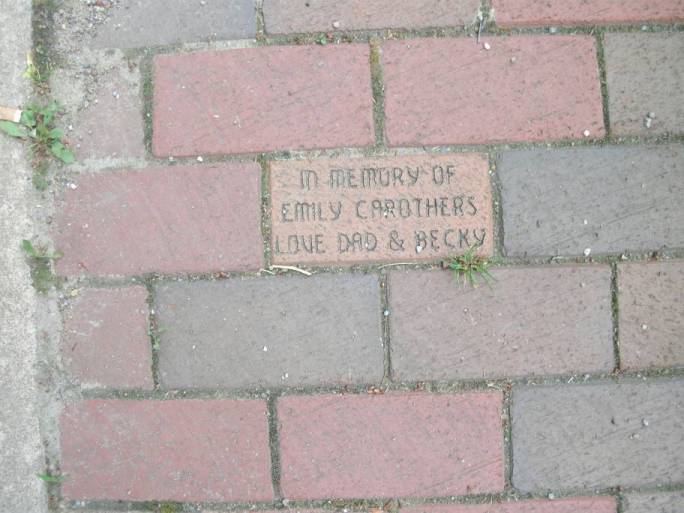 IN MEMORY OF
EMILY CAROTHERS
LOVE DAD & BECKY